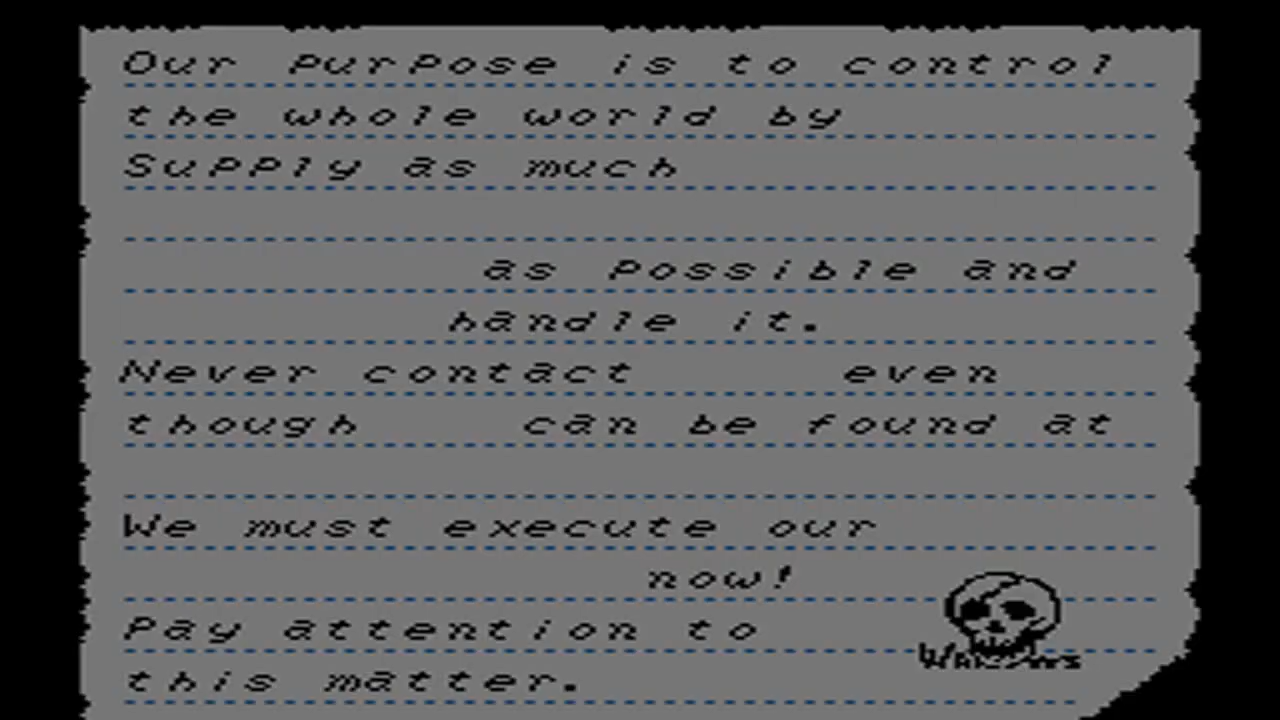 Our purpose is to control
the whole world by
Supply as much
as possible and
handle it.
Never contact even
though can be found at
We must execute our
now!
Pay attention to
this matter.